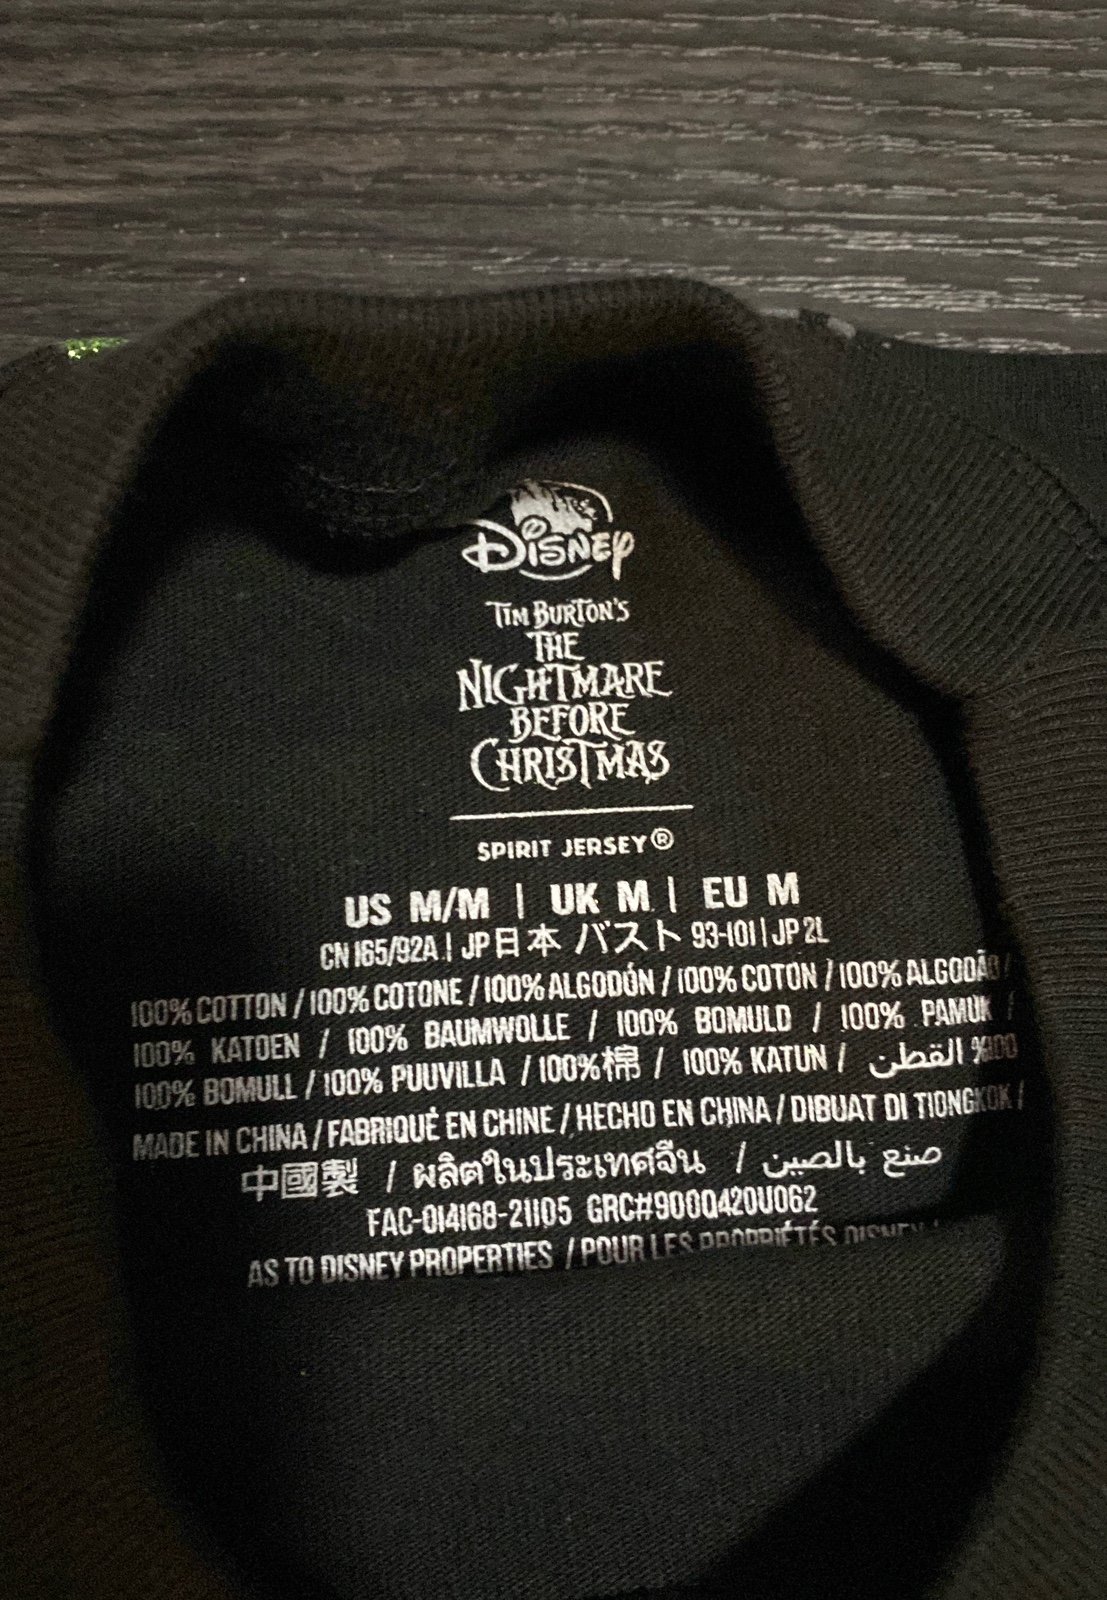 Disney
TIM BURTON'S
THE
NIGHTMARE
BEFORE
CHRISTMAS
SPIRIT JERSEY®
US M/M | UK M | EU M
CN 165/92A | JP日本 バスト 93-101 | JP 2L
100% COTTON / 100% COTONE / 100% ALGODÓN / 100% COTON / 100% ALGODÃO /
100% KATOEN / 100% BAUMWOLLE / 100% BOMULD / 100% PAMUK /
100% BOMULL / 100% PUUVILLA / 100%棉 / 100% KATUN / القطن %100
MADE IN CHINA / FABRIQUÉ EN CHINE / HECHO EN CHINA / DIBUAT DI TIONGKOK /
中國製 / ผลิตในประเทศจีน / صنع بالصين
FAC-014168-21105 GRC#9000420U062
AS TO DISNEY PROPERTIES / POUR LES PROPRIÉTÉS DISNEY /